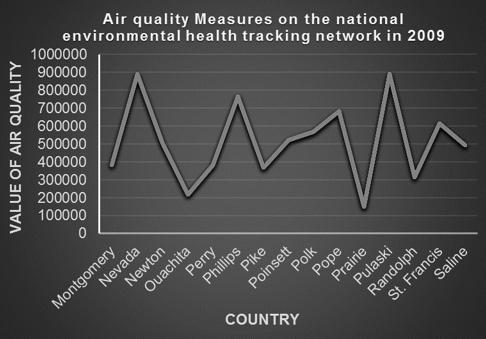 Air quality Measures on the national
environmental health tracking network in 2009
VALUE OF AIR QUALITY
1000000
900000
800000
700000
600000
500000
400000
300000
200000
100000
0
Montgomery
Nevada
Newton
Ouachita
Perry
Phillips
Pike
Poinsett
Polk
Pope
Prairie
Pulaski
Randolph
St. Francis
Saline
COUNTRY